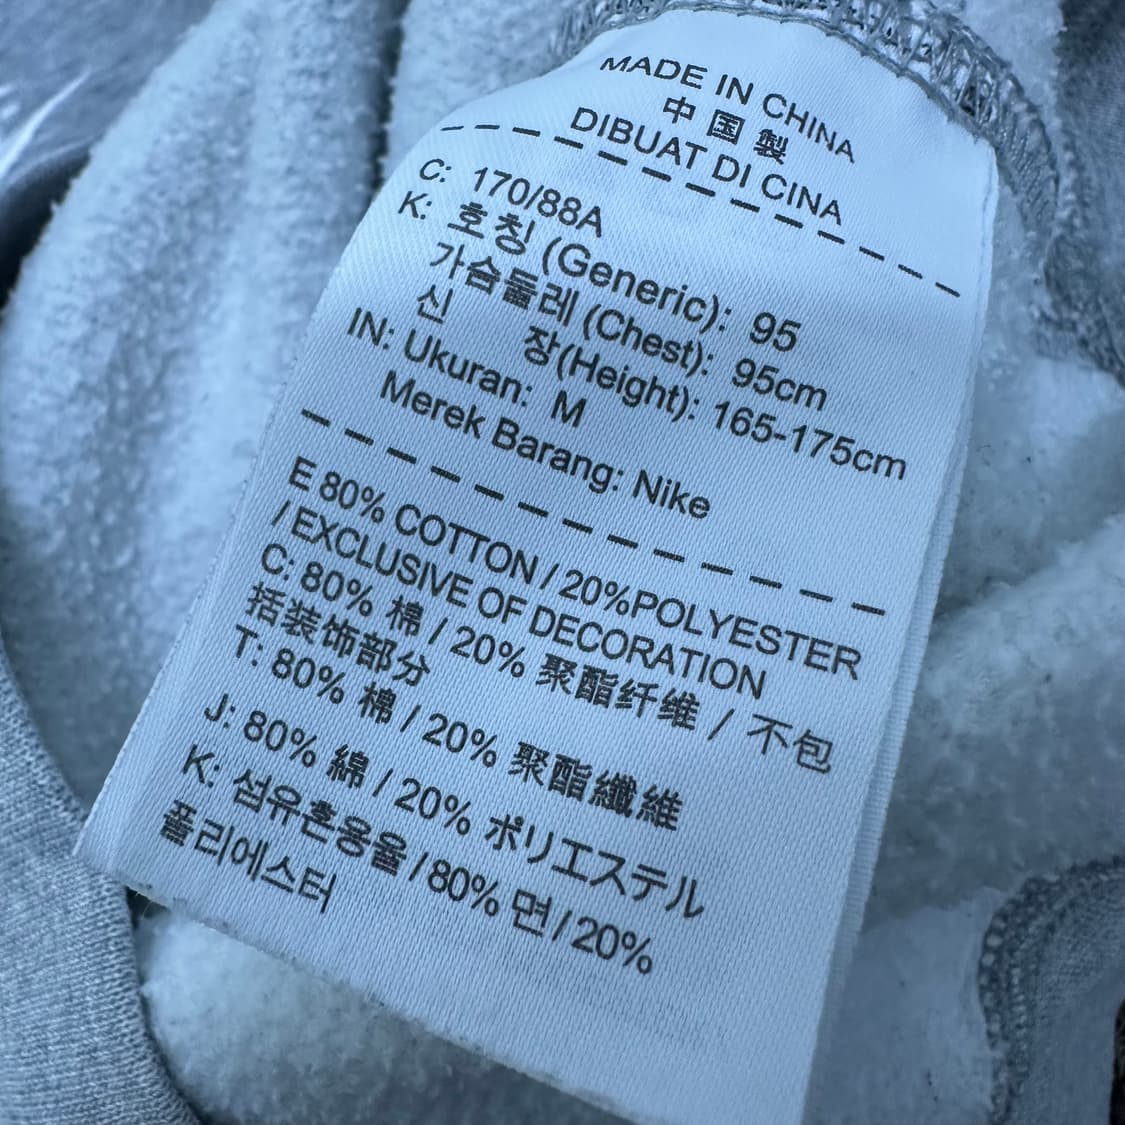 MADE IN CHINA
中国製
DIBUAT DI CINA
C: 170/88A
K: 호칭 (Generic): 95
가슴둘레 (Chest): 95cm
신 장(Height): 165-175cm
IN: Ukuran: M
Merek Barang: Nike
E 80% COTTON / 20%POLYESTER
/ EXCLUSIVE OF DECORATION
C: 80% 棉 / 20% 聚酯纤维 / 不包
括装饰部分
T: 80% 棉 / 20% 聚酯纖維
J: 80% 綿 / 20% ポリエステル
K: 섬유혼용율 / 80% 면 / 20%
폴리에스터